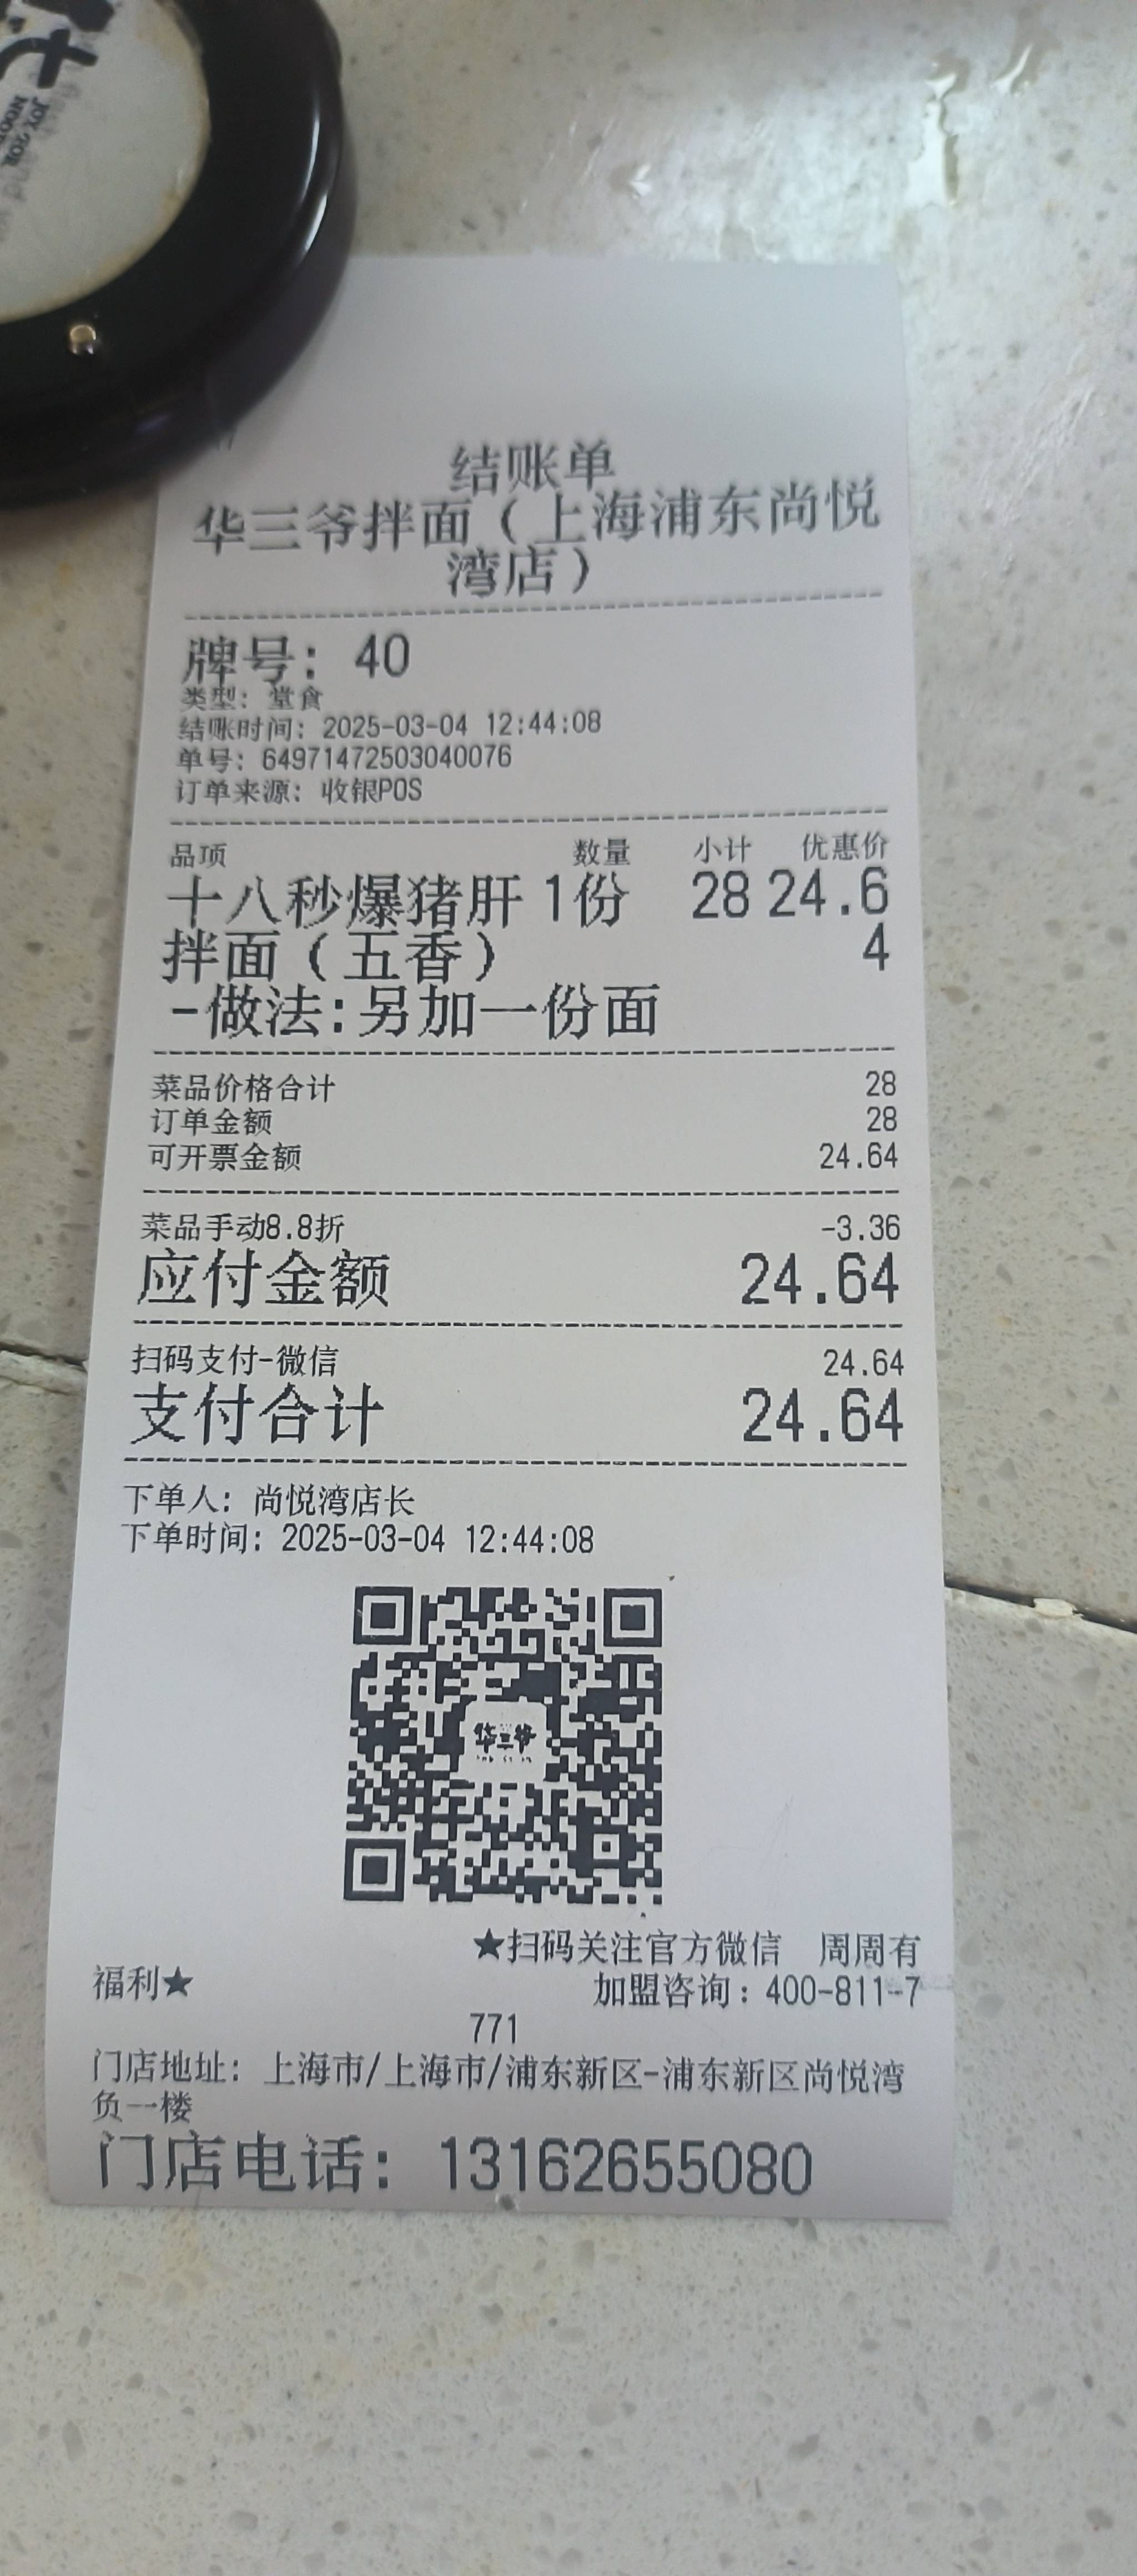 JOY FOR
结账单
华三爷拌面（上海浦东尚悦
湾店）
牌号：40
类型：堂食
结账时间：2025-03-04 12:44:08
单号：64971472503040076
订单来源：收银POS
品项 数量 小计 优惠价
十八秒爆猪肝 1份 28 24.6
拌面（五香） 4
-做法:另加一份面
菜品价格合计 28
订单金额 28
可开票金额 24.64
菜品手动8.8折 -3.36
应付金额 24.64
扫码支付-微信 24.64
支付合计 24.64
下单人：尚悦湾店长
下单时间：2025-03-04 12:44:08
华三爷
★扫码关注官方微信 周周有
福利★ 加盟咨询：400-811-7
771
门店地址：上海市/上海市/浦东新区-浦东新区尚悦湾
负一楼
门店电话：13162655080